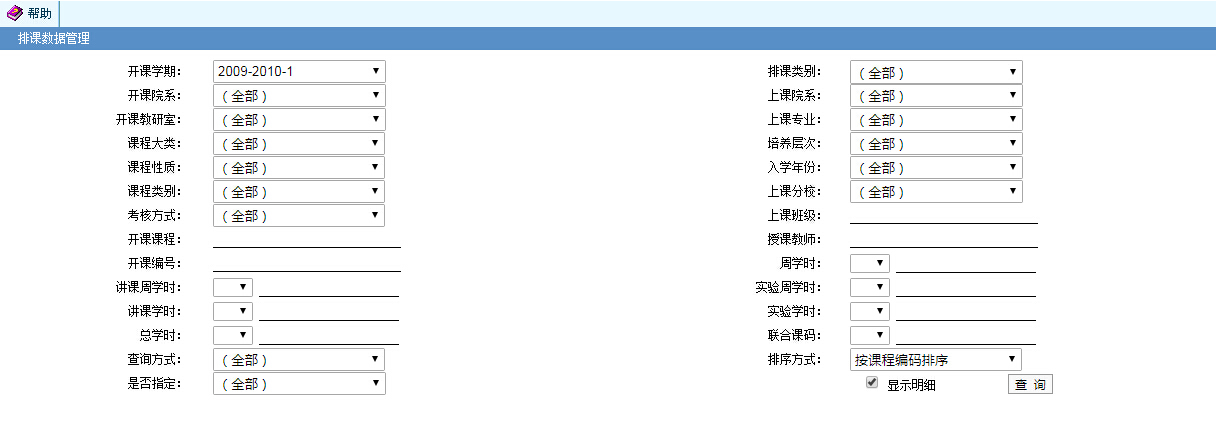 帮助
排课数据管理
开课学期： 2009-2010-1 排课类别： （全部）
开课院系： （全部） 上课院系： （全部）
开课教研室： （全部） 上课专业： （全部）
课程大类： （全部） 培养层次： （全部）
课程性质： （全部） 入学年份： （全部）
课程类别： （全部） 上课分校： （全部）
考核方式： （全部） 上课班级：
开课课程： 授课教师：
开课编号： 周学时：
讲课周学时： 实验周学时：
讲课学时： 实验学时：
总学时： 联合课码：
查询方式： （全部） 排序方式： 按课程编码排序
是否指定： （全部） 显示明细 查 询